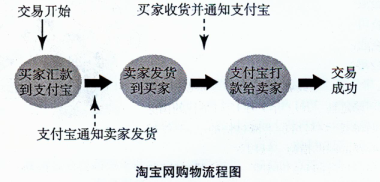 交易开始
买家收货并通知支付宝
买家汇款
到支付宝
卖家发货
到买家
支付宝打
款给卖家
交易
成功
支付宝通知卖家发货
淘宝网购物流程图